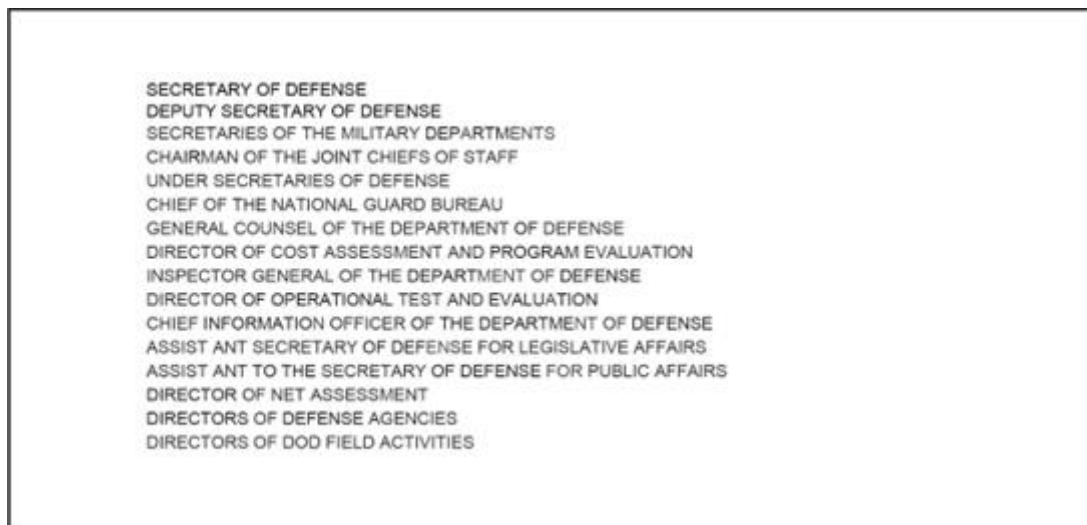 SECRETARY OF DEFENSE
DEPUTY SECRETARY OF DEFENSE
SECRETARIES OF THE MILITARY DEPARTMENTS
CHAIRMAN OF THE JOINT CHIEFS OF STAFF
UNDER SECRETARIES OF DEFENSE
CHIEF OF THE NATIONAL GUARD BUREAU
GENERAL COUNSEL OF THE DEPARTMENT OF DEFENSE
DIRECTOR OF COST ASSESSMENT AND PROGRAM EVALUATION
INSPECTOR GENERAL OF THE DEPARTMENT OF DEFENSE
DIRECTOR OF OPERATIONAL TEST AND EVALUATION
CHIEF INFORMATION OFFICER OF THE DEPARTMENT OF DEFENSE
ASSIST ANT SECRETARY OF DEFENSE FOR LEGISLATIVE AFFAIRS
ASSIST ANT TO THE SECRETARY OF DEFENSE FOR PUBLIC AFFAIRS
DIRECTOR OF NET ASSESSMENT
DIRECTORS OF DEFENSE AGENCIES
DIRECTORS OF DOD FIELD ACTIVITIES